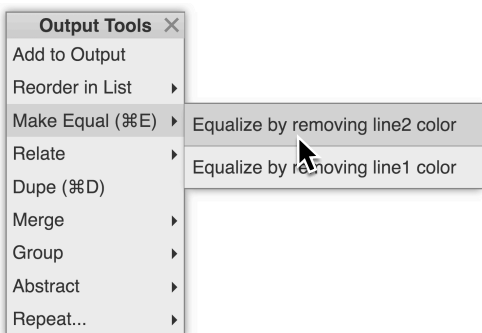 Output Tools
Add to Output
Reorder in List
Make Equal (⌘E)
Equalize by removing line2 color
Relate
Equalize by removing line1 color
Dupe (⌘D)
Merge
Group
Abstract
Repeat...